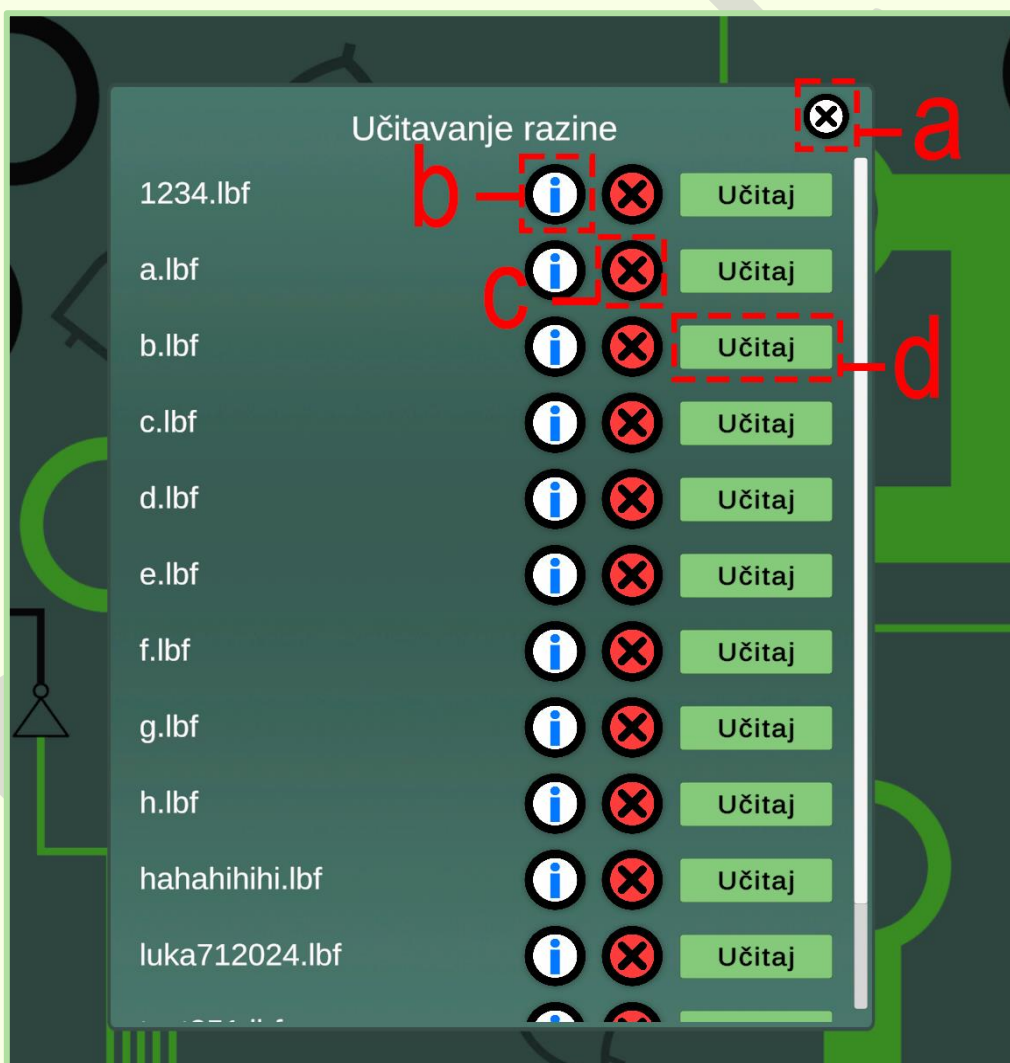 Učitavanje razine
a
1234.lbf
b
Učitaj
a.lbf
c
Učitaj
b.lbf
Učitaj
d
c.lbf
Učitaj
d.lbf
Učitaj
e.lbf
Učitaj
f.lbf
Učitaj
g.lbf
Učitaj
h.lbf
Učitaj
hahahihihi.lbf
Učitaj
luka712024.lbf
Učitaj